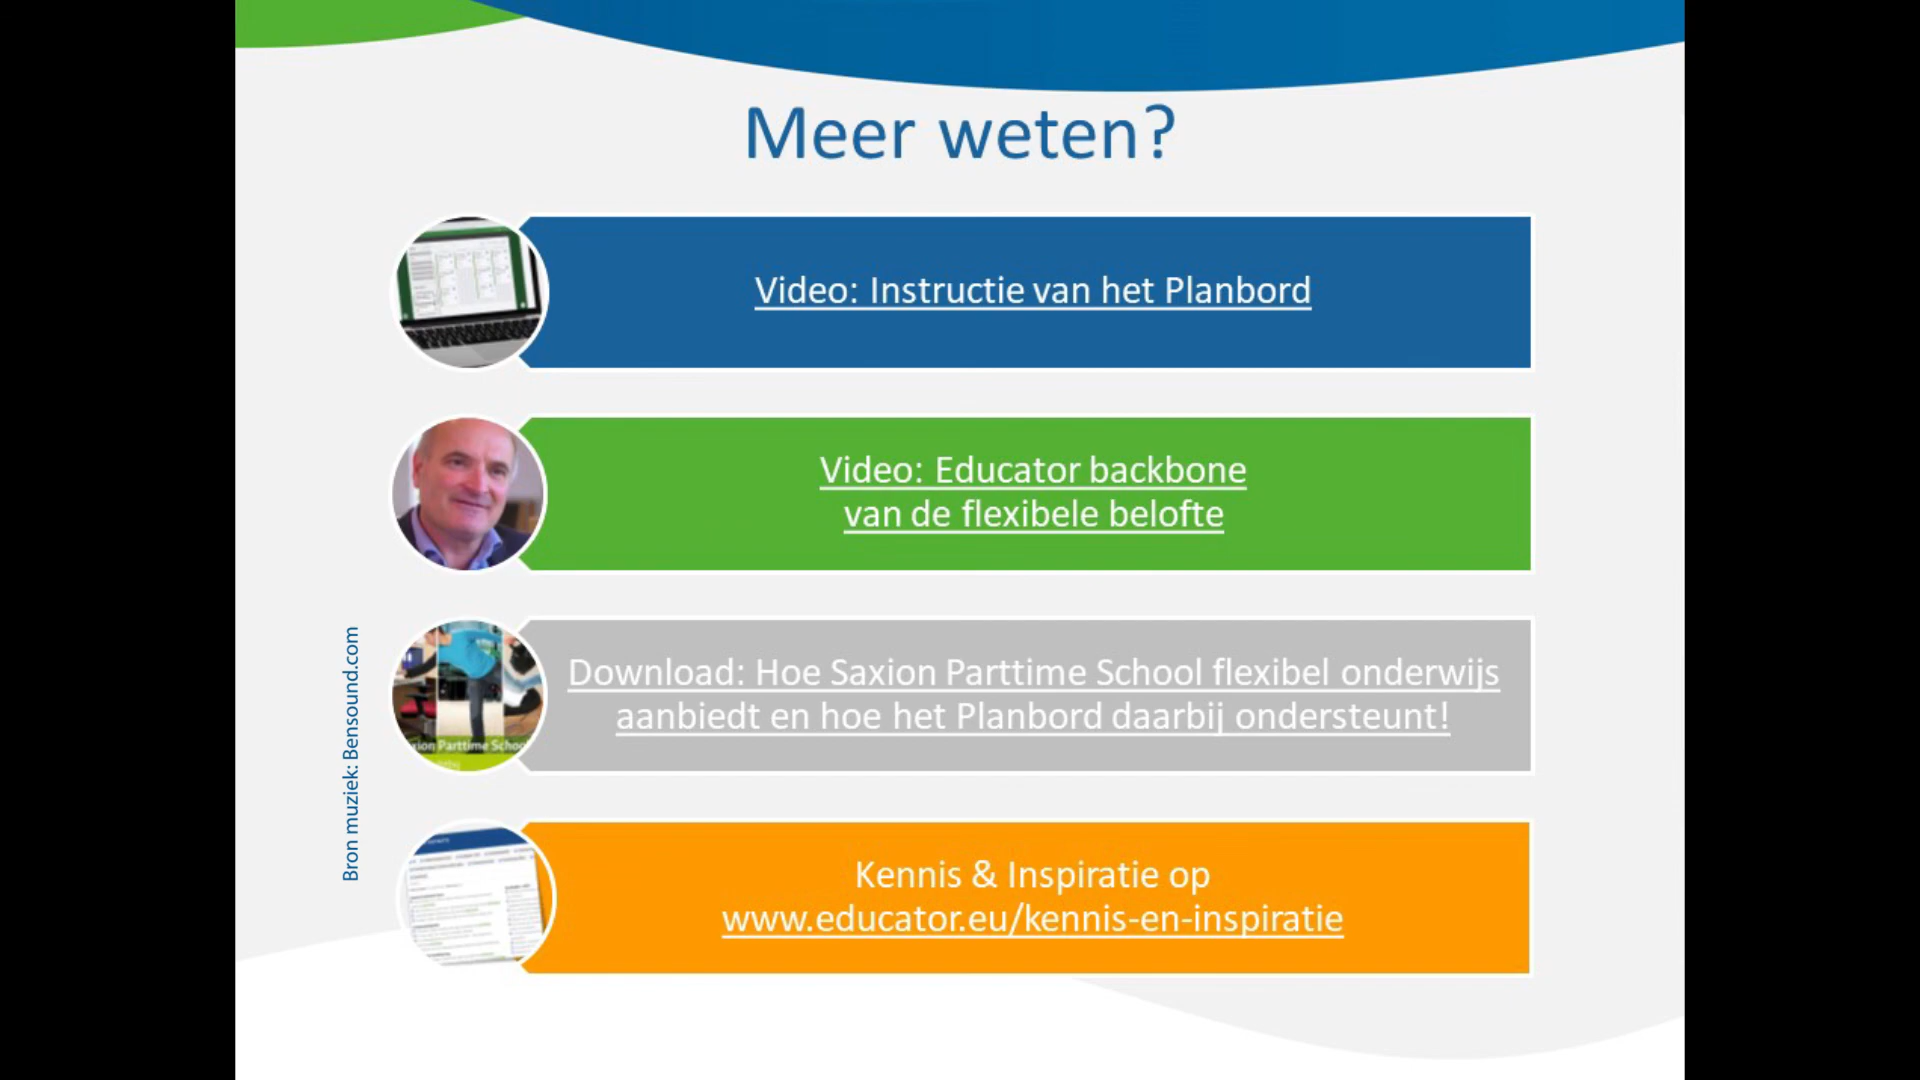 Meer weten?
Video: Instructie van het Planbord
Video: Educator backbone
van de flexibele belofte
Download: Hoe Saxion Parttime School flexibel onderwijs
aanbiedt en hoe het Planbord daarbij ondersteunt!
Parttime
Kennis & Inspiratie op
www.educator.eu/kennis-en-inspiratie
Bron muziek: Bensound.com